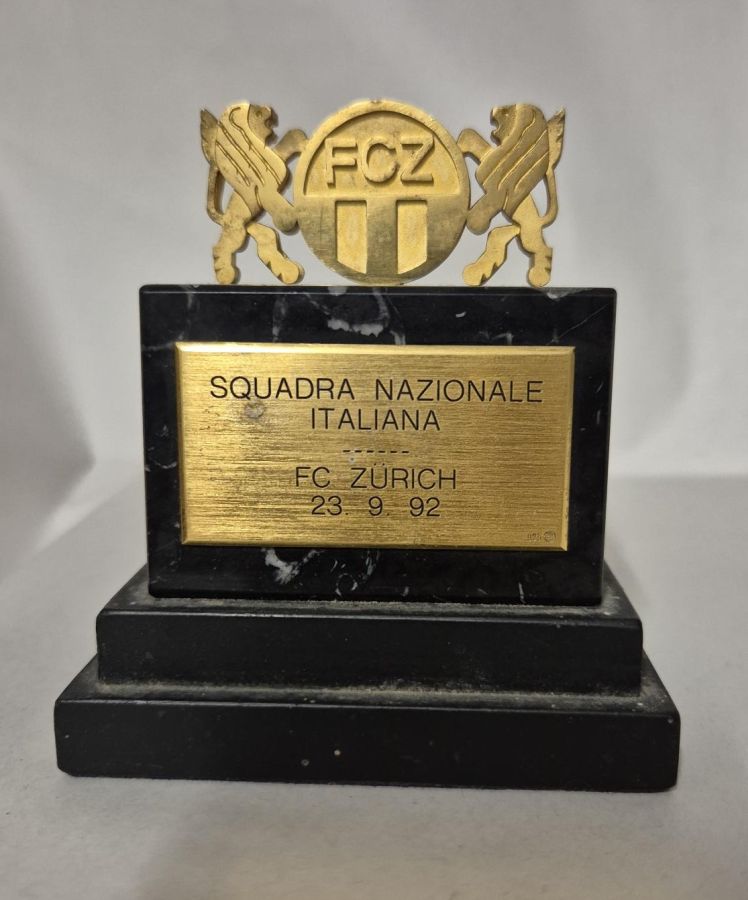 FCZ
SQUADRA NAZIONALE
ITALIANA
------
FC ZÜRICH
23. 9. 92